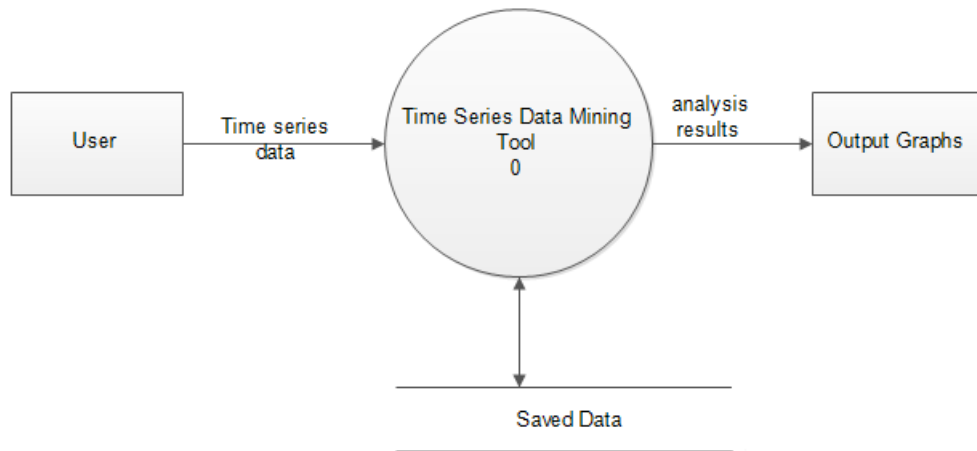 User
Time series
data
Time Series Data Mining
Tool
0
analysis
results
Output Graphs
Saved Data